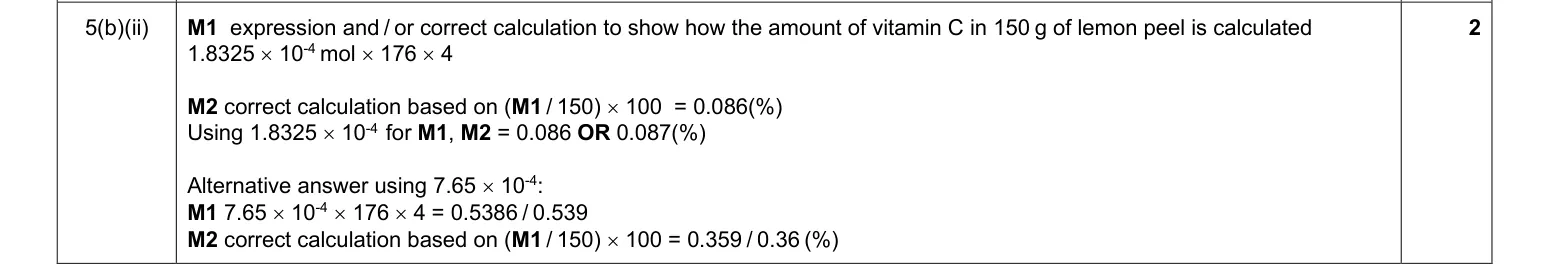 5(b)(ii)
M1 expression and / or correct calculation to show how the amount of vitamin C in 150 g of lemon peel is calculated
2
1.8325 × 10⁻⁴ mol × 176 × 4
M2 correct calculation based on (M1 / 150) × 100 = 0.086(%)
Using 1.8325 × 10⁻⁴ for M1, M2 = 0.086 OR 0.087(%)
Alternative answer using 7.65 × 10⁻⁴:
M1 7.65 × 10⁻⁴ × 176 × 4 = 0.5386 / 0.539
M2 correct calculation based on (M1 / 150) × 100 = 0.359 / 0.36 (%)